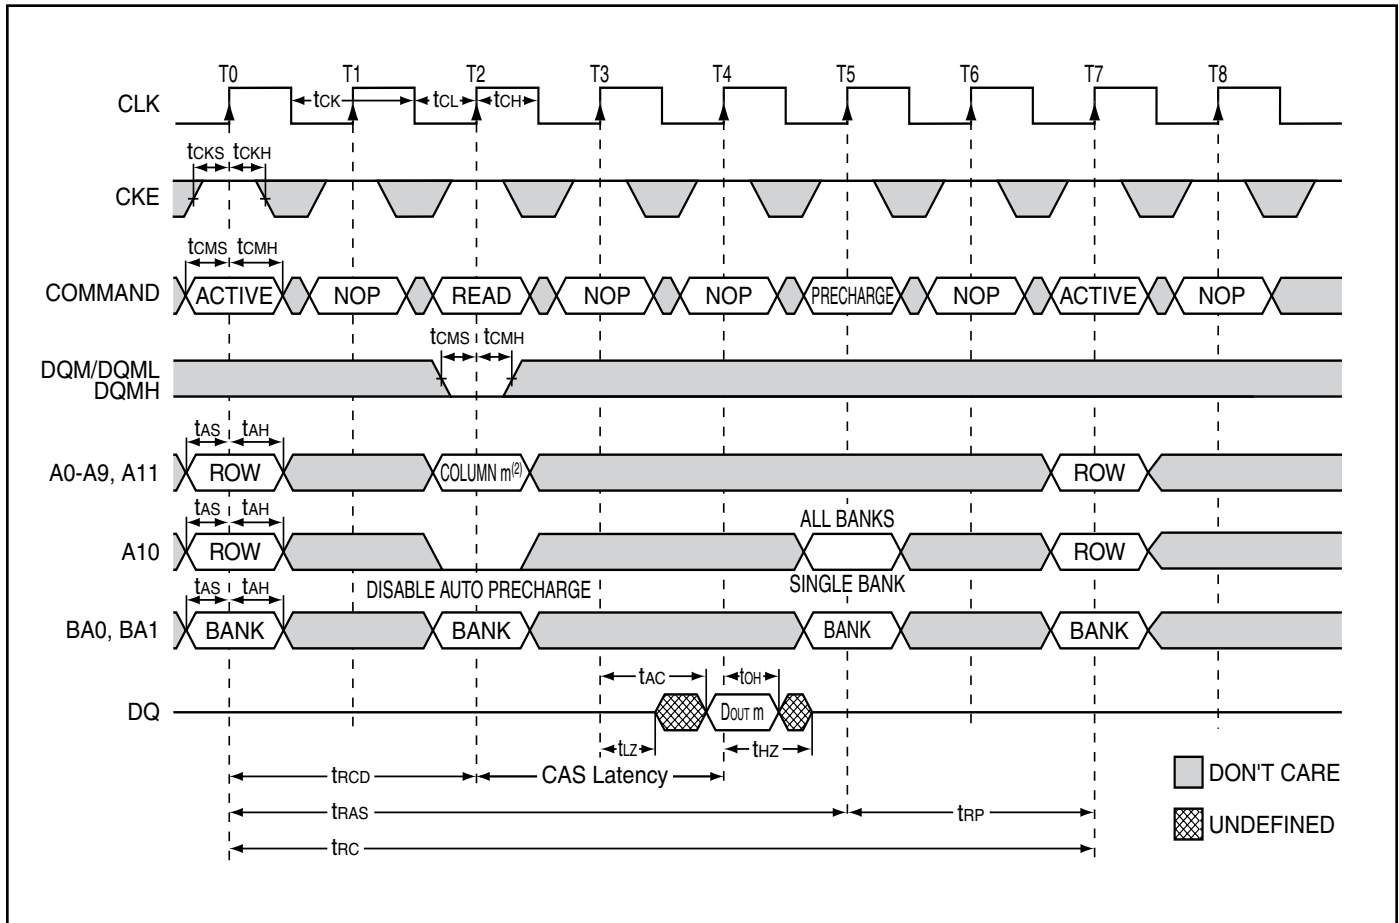 T0 T1 T2 T3 T4 T5 T6 T7 T8
CLK tCK tCL tCH
tCKS tCKH
CKE
tCMS tCMH
COMMAND ACTIVE NOP READ NOP NOP PRECHARGE NOP ACTIVE NOP
tCMS tCMH
DQM/DQML
DQMH
tAS tAH
A0-A9, A11 ROW COLUMN m(2) ROW
tAS tAH ALL BANKS
A10 ROW ROW
DISABLE AUTO PRECHARGE SINGLE BANK
tAS tAH
BA0, BA1 BANK BANK BANK BANK
tAC tOH
DQ DOUT m
tLZ tHZ
tRCD CAS Latency
DON'T CARE
tRAS tRP
UNDEFINED
tRC